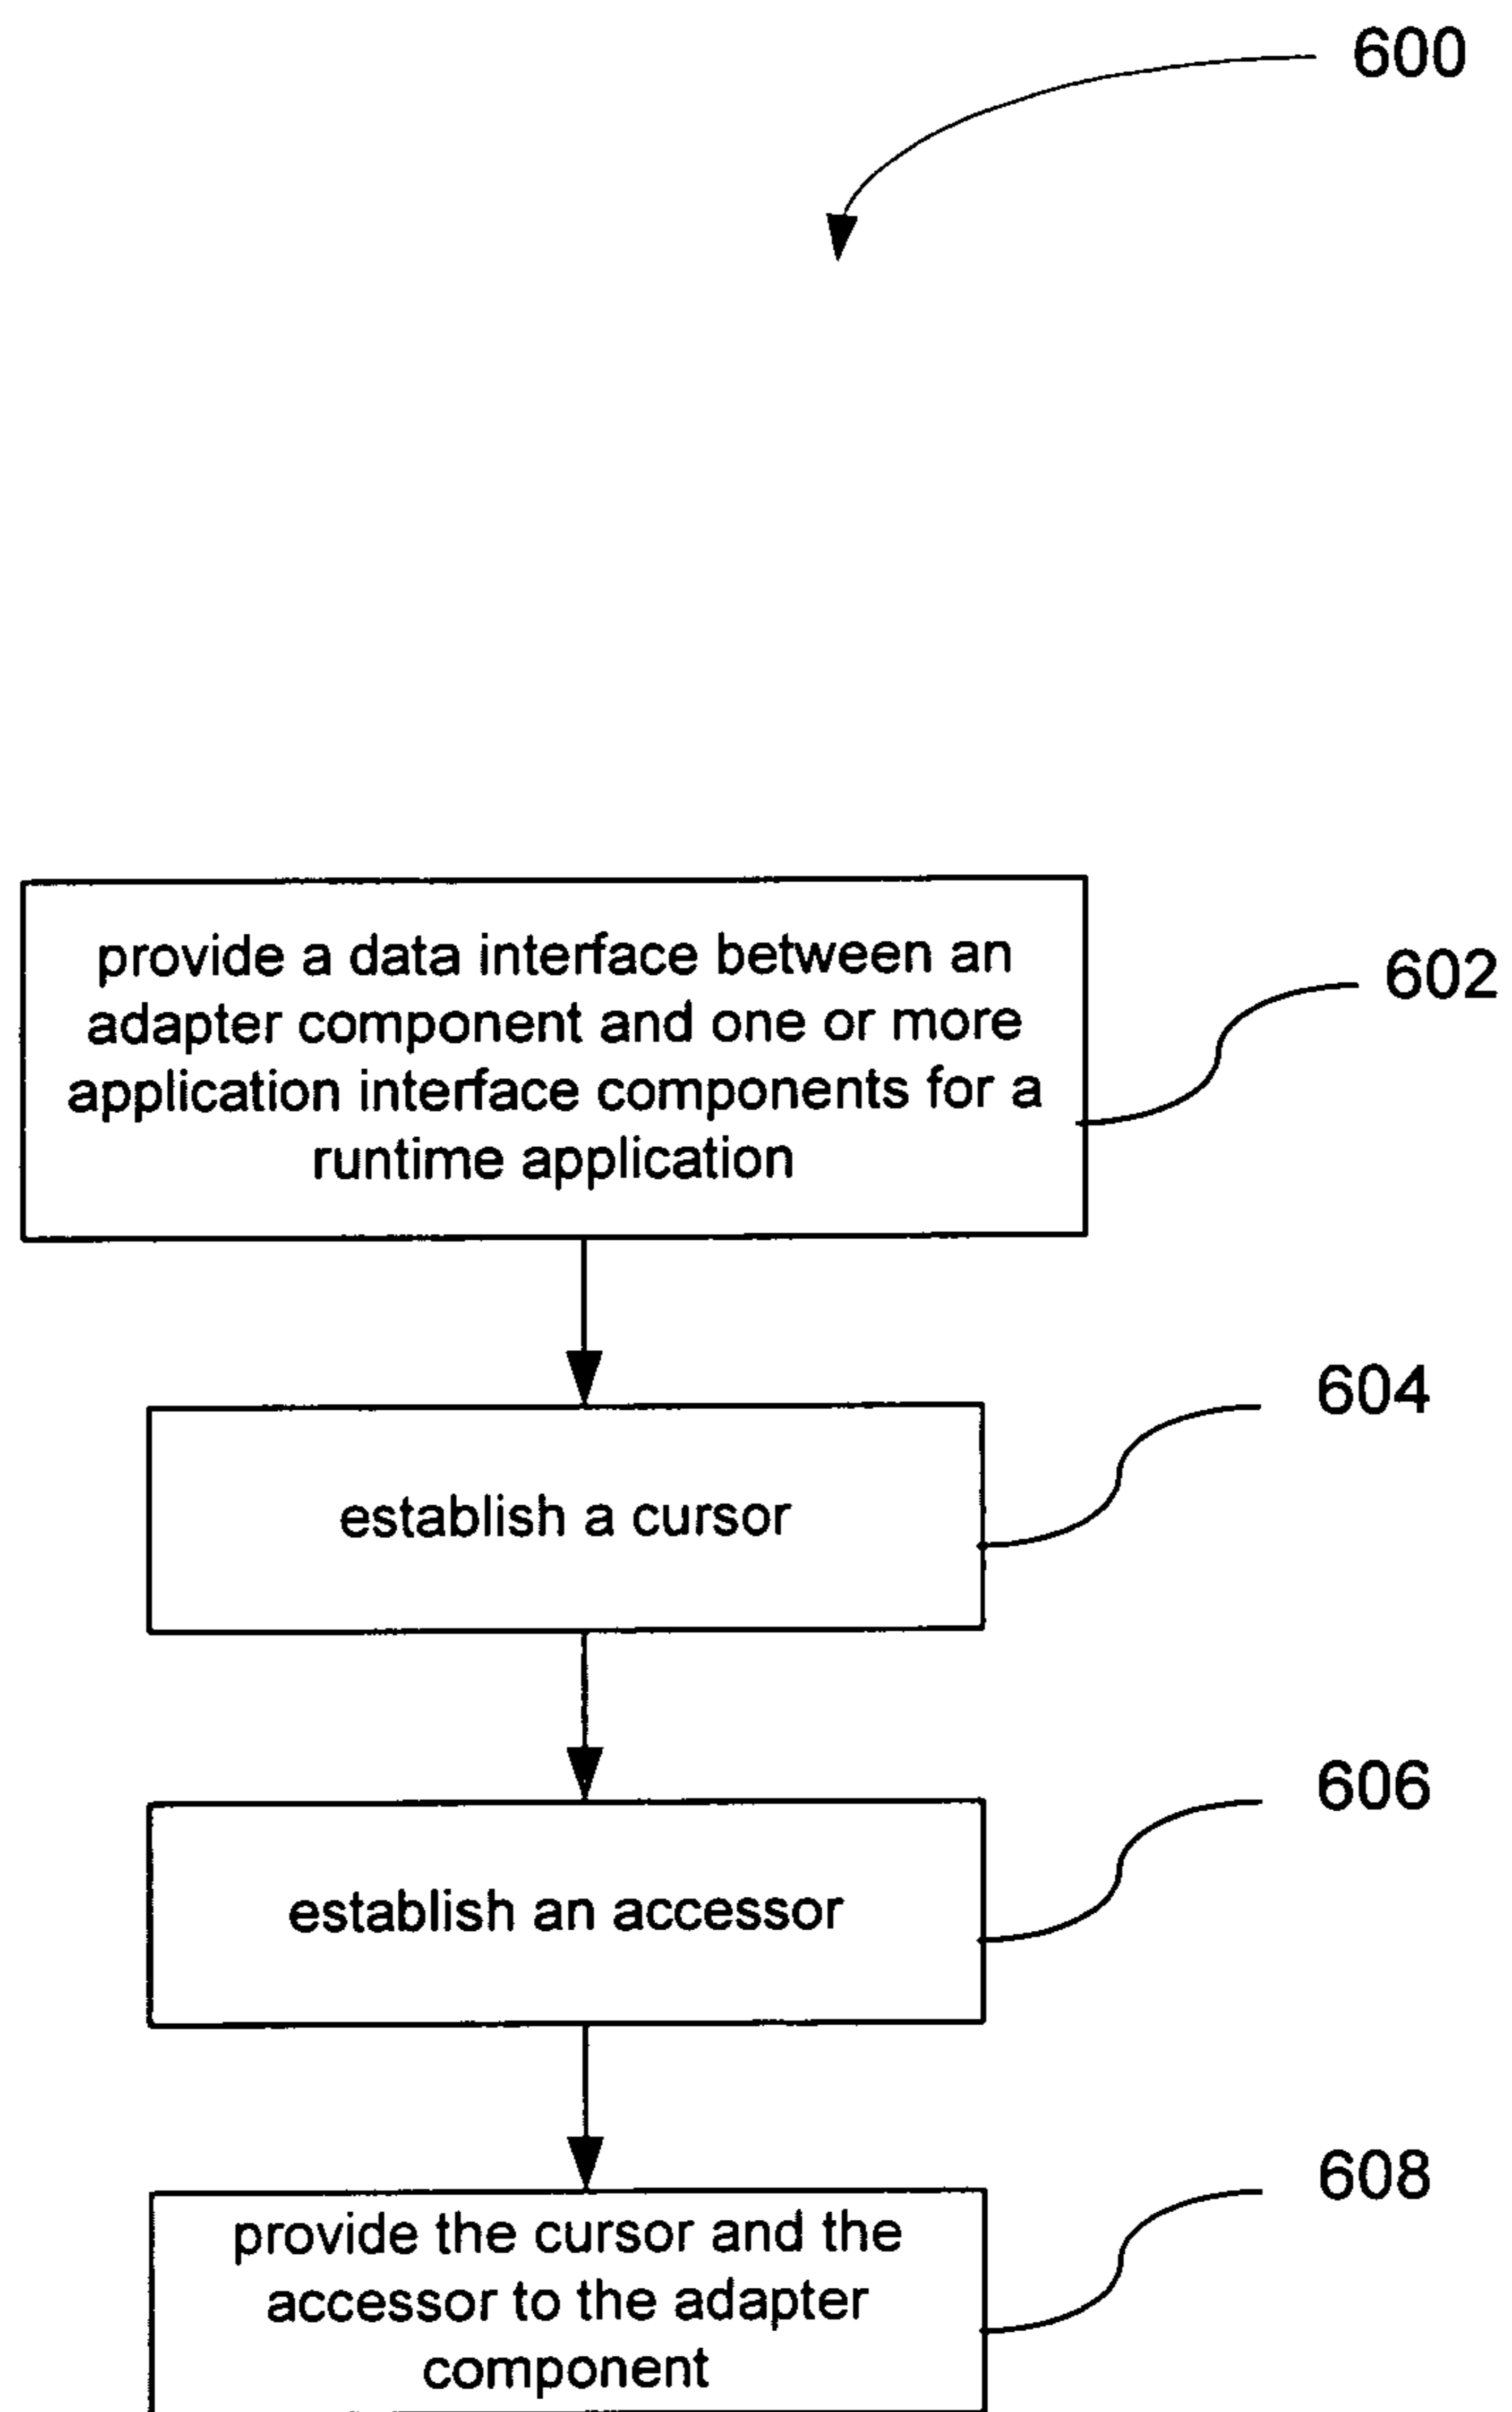 600
provide a data interface between an
adapter component and one or more
application interface components for a
runtime application
602
establish a cursor
604
establish an accessor
606
provide the cursor and the
accessor to the adapter
component
608